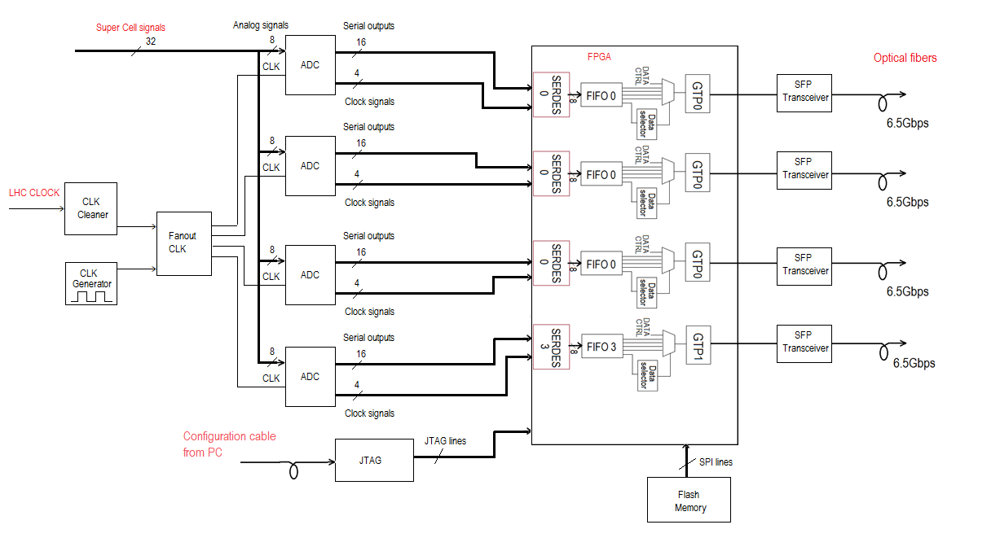 Super Cell signals
32
Analog signals
8
CLK
ADC
Serial outputs
16
4
Clock signals
FPGA
SERDES
0
8
FIFO 0
DATA
CTRL
Data
selector
GTP0
SFP
Transceiver
Optical fibers
6.5Gbps
8
CLK
ADC
Serial outputs
16
4
Clock signals
SERDES
0
8
FIFO 0
DATA
CTRL
Data
selector
GTP0
SFP
Transceiver
6.5Gbps
LHC CLOCK
CLK
Cleaner
Fanout
CLK
CLK
Generator
8
CLK
ADC
Serial outputs
16
4
Clock signals
SERDES
0
8
FIFO 0
DATA
CTRL
Data
selector
GTP0
SFP
Transceiver
6.5Gbps
8
CLK
ADC
Serial outputs
16
4
Clock signals
SERDES
3
8
FIFO 3
DATA
CTRL
Data
selector
GTP1
SFP
Transceiver
6.5Gbps
Configuration cable
from PC
JTAG
JTAG lines
SPI lines
Flash
Memory